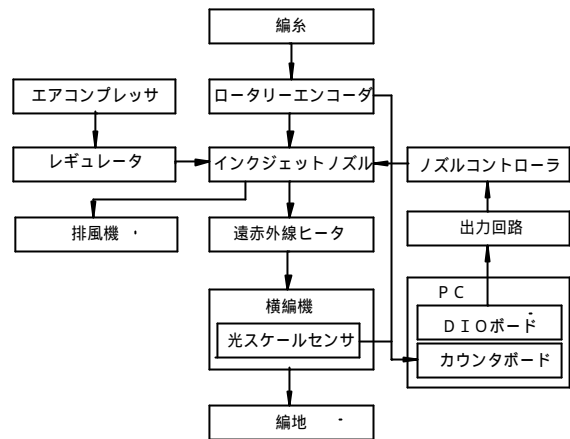 編糸
エアコンプレッサ
ロータリーエンコーダ
レギュレータ
インクジェットノズル
ノズルコントローラ
排風機
遠赤外線ヒータ
出力回路
横編機
光スケールセンサ
ＰＣ
ＤＩＯボード
カウンタボード
編地